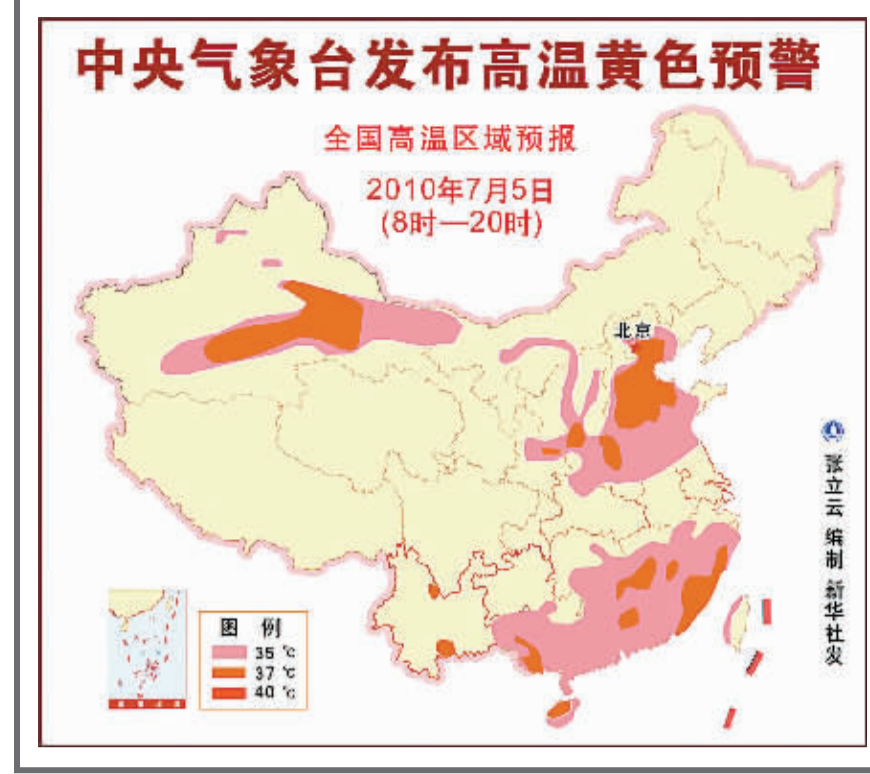 中央气象台发布高温黄色预警
全国高温区域预报
2010年7月5日
(8时—20时)
北京
图 例
35 ℃
37 ℃
40 ℃
张立云 编制 新华社发